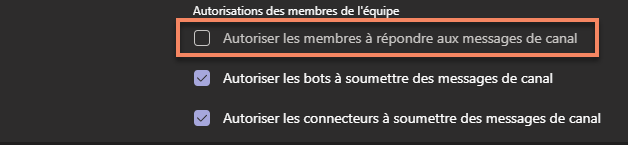 Autorisations des membres de l'équipe
Autoriser les membres à répondre aux messages de canal
Autoriser les bots à soumettre des messages de canal
Autoriser les connecteurs à soumettre des messages de canal